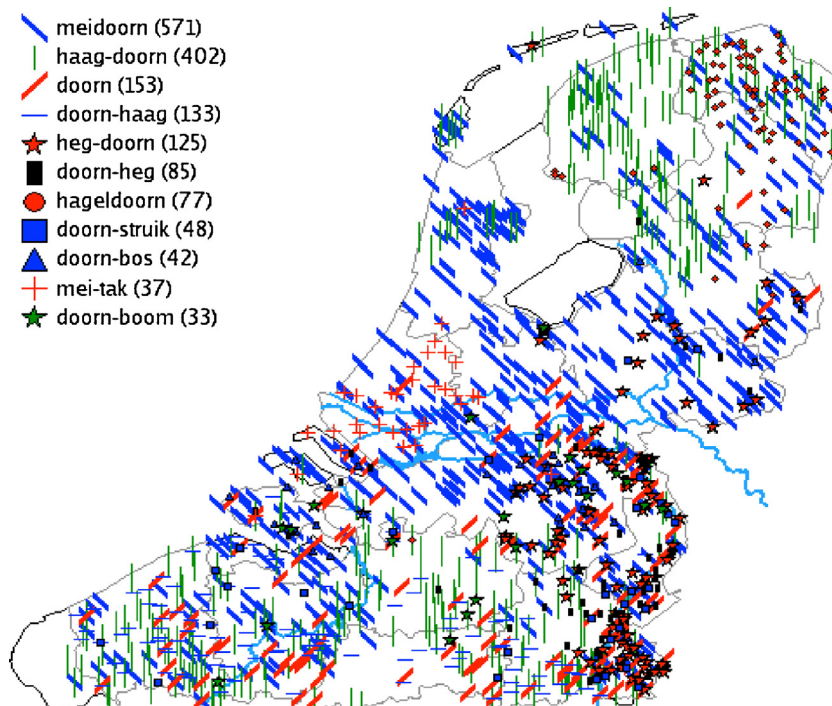 meidoorn (571)
haag-doorn (402)
doorn (153)
doorn-haag (133)
heg-doorn (125)
doorn-heg (85)
hageldoorn (77)
doorn-struik (48)
doorn-bos (42)
mei-tak (37)
doorn-boom (33)